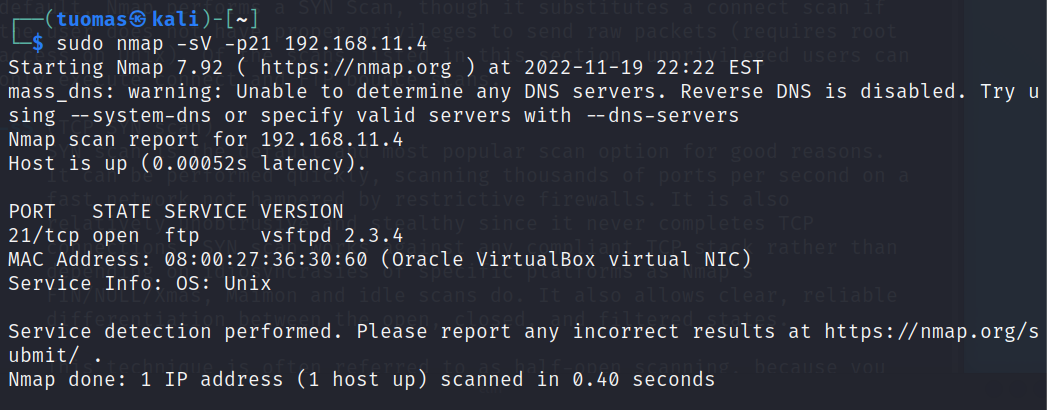 (tuomas㉿kali)-[~]
$ sudo nmap -sV -p21 192.168.11.4
Starting Nmap 7.92 ( https://nmap.org ) at 2022-11-19 22:22 EST
mass_dns: warning: Unable to determine any DNS servers. Reverse DNS is disabled. Try u
sing --system-dns or specify valid servers with --dns-servers
Nmap scan report for 192.168.11.4
Host is up (0.00052s latency).
PORT   STATE SERVICE VERSION
21/tcp open  ftp     vsftpd 2.3.4
MAC Address: 08:00:27:36:30:60 (Oracle VirtualBox virtual NIC)
Service Info: OS: Unix
Service detection performed. Please report any incorrect results at https://nmap.org/s
ubmit/ .
Nmap done: 1 IP address (1 host up) scanned in 0.40 seconds